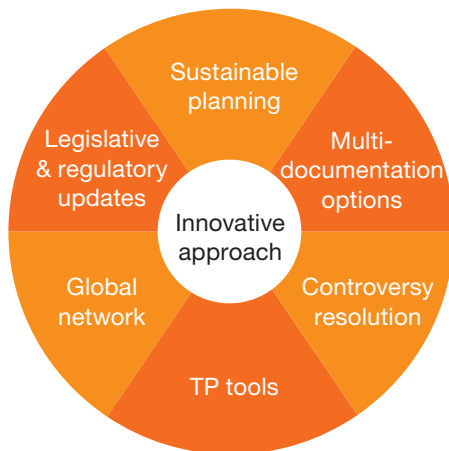 Sustainable
planning
Multi-
documentation
options
Controversy
resolution
TP tools
Global
network
Legislative
& regulatory
updates
Innovative
approach